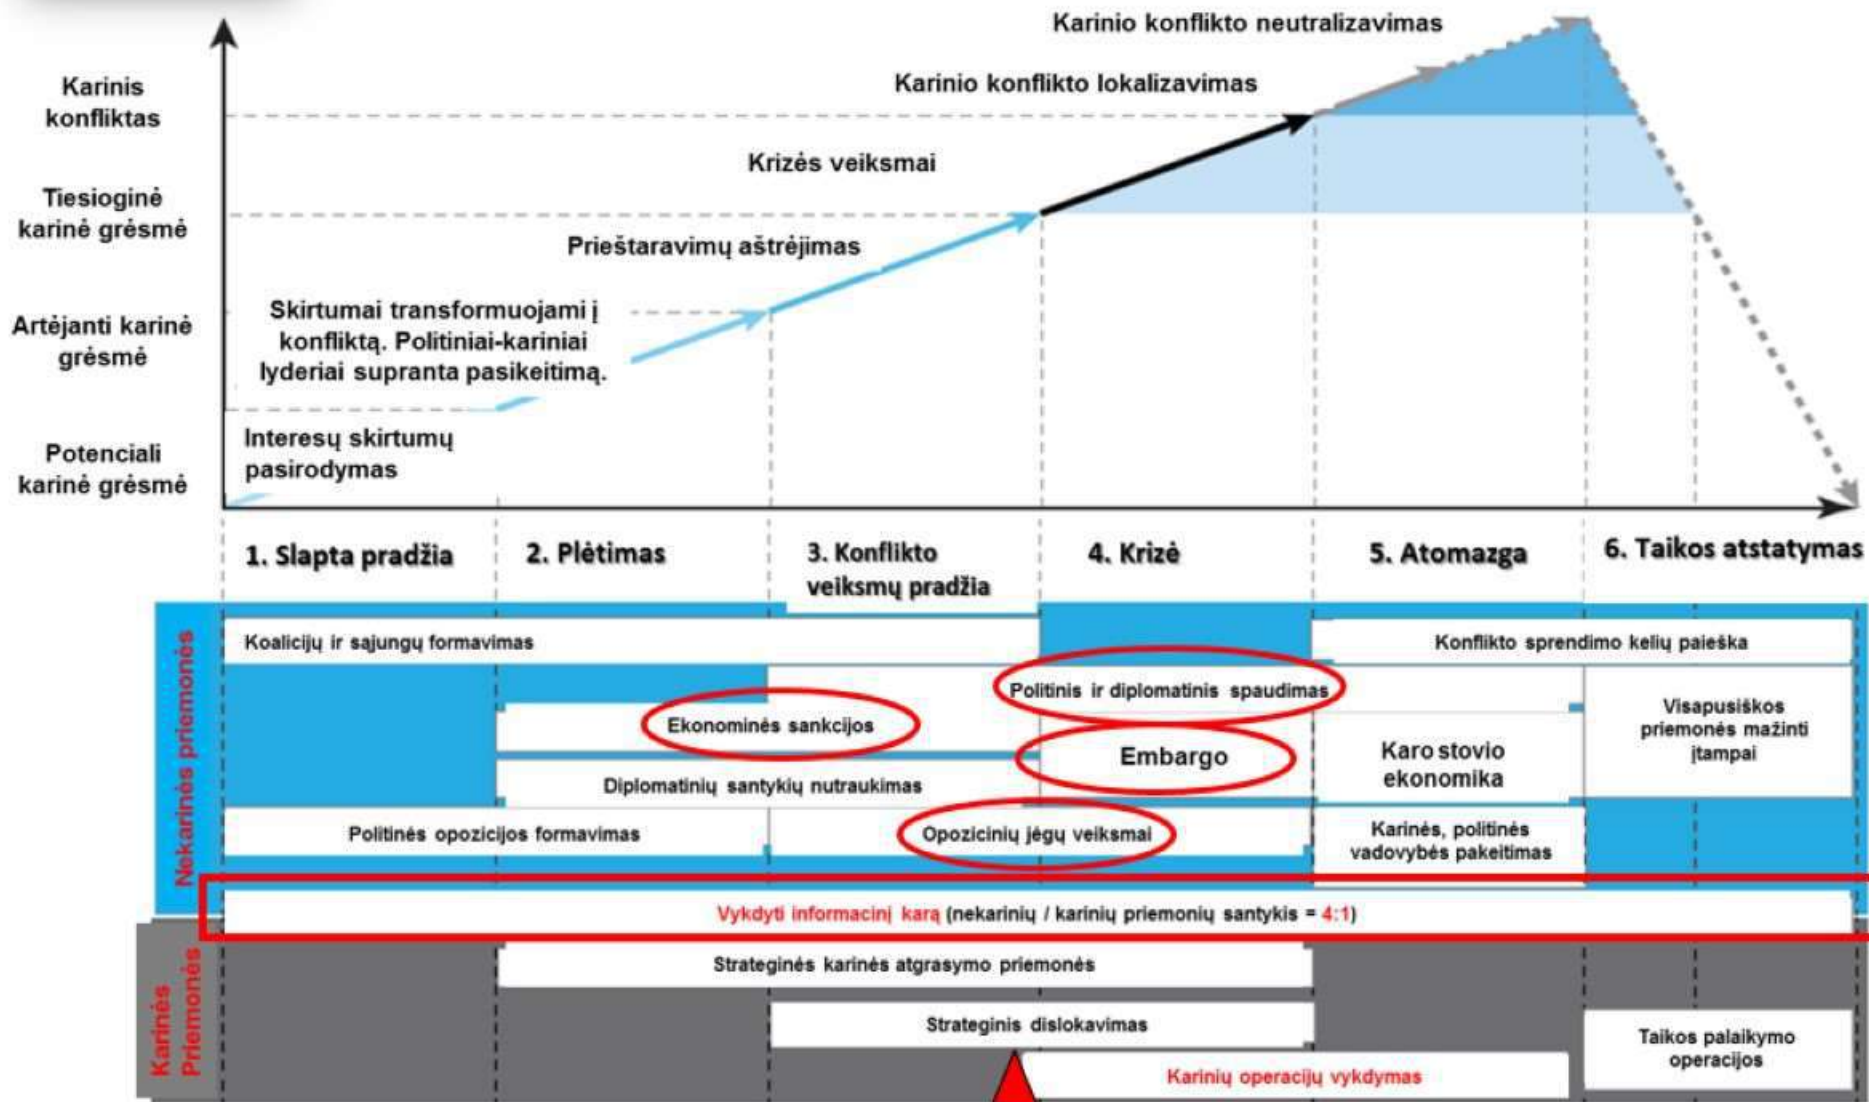 Karinio konflikto neutralizavimas
Karinis
konfliktas
Karinio konflikto lokalizavimas
Krizės veiksmai
Tiesioginė
karinė grėsmė
Prieštaravimų aštrėjimas
Artėjanti karinė
grėsmė
Skirtumai transformuojami į
konfliktą. Politiniai-kariniai
lyderiai supranta pasikeitimą.
Potenciali
karinė grėsmė
Interesų skirtumų
pasirodymas
1. Slapta pradžia
2. Plėtimas
3. Konflikto
veiksmų pradžia
4. Krizė
5. Atomazga
6. Taikos atstatymas
Nekarinės priemonės
Koalicijų ir sąjungų formavimas
Konflikto sprendimo kelių paieška
Politinis ir diplomatinis spaudimas
Ekonominės sankcijos
Visapusiškos
priemonės mažinti
įtampai
Embargo
Karo stovio
ekonomika
Diplomatinių santykių nutraukimas
Politinės opozicijos formavimas
Opozicinių jėgų veiksmai
Karinės, politinės
vadovybės pakeitimas
Vykdyti informacinį karą (nekarinių / karinių priemonių santykis = 4:1)
Karinės
Priemonės
Strateginės karinės atgrasymo priemonės
Strateginis dislokavimas
Taikos palaikymo
operacijos
Karinių operacijų vykdymas